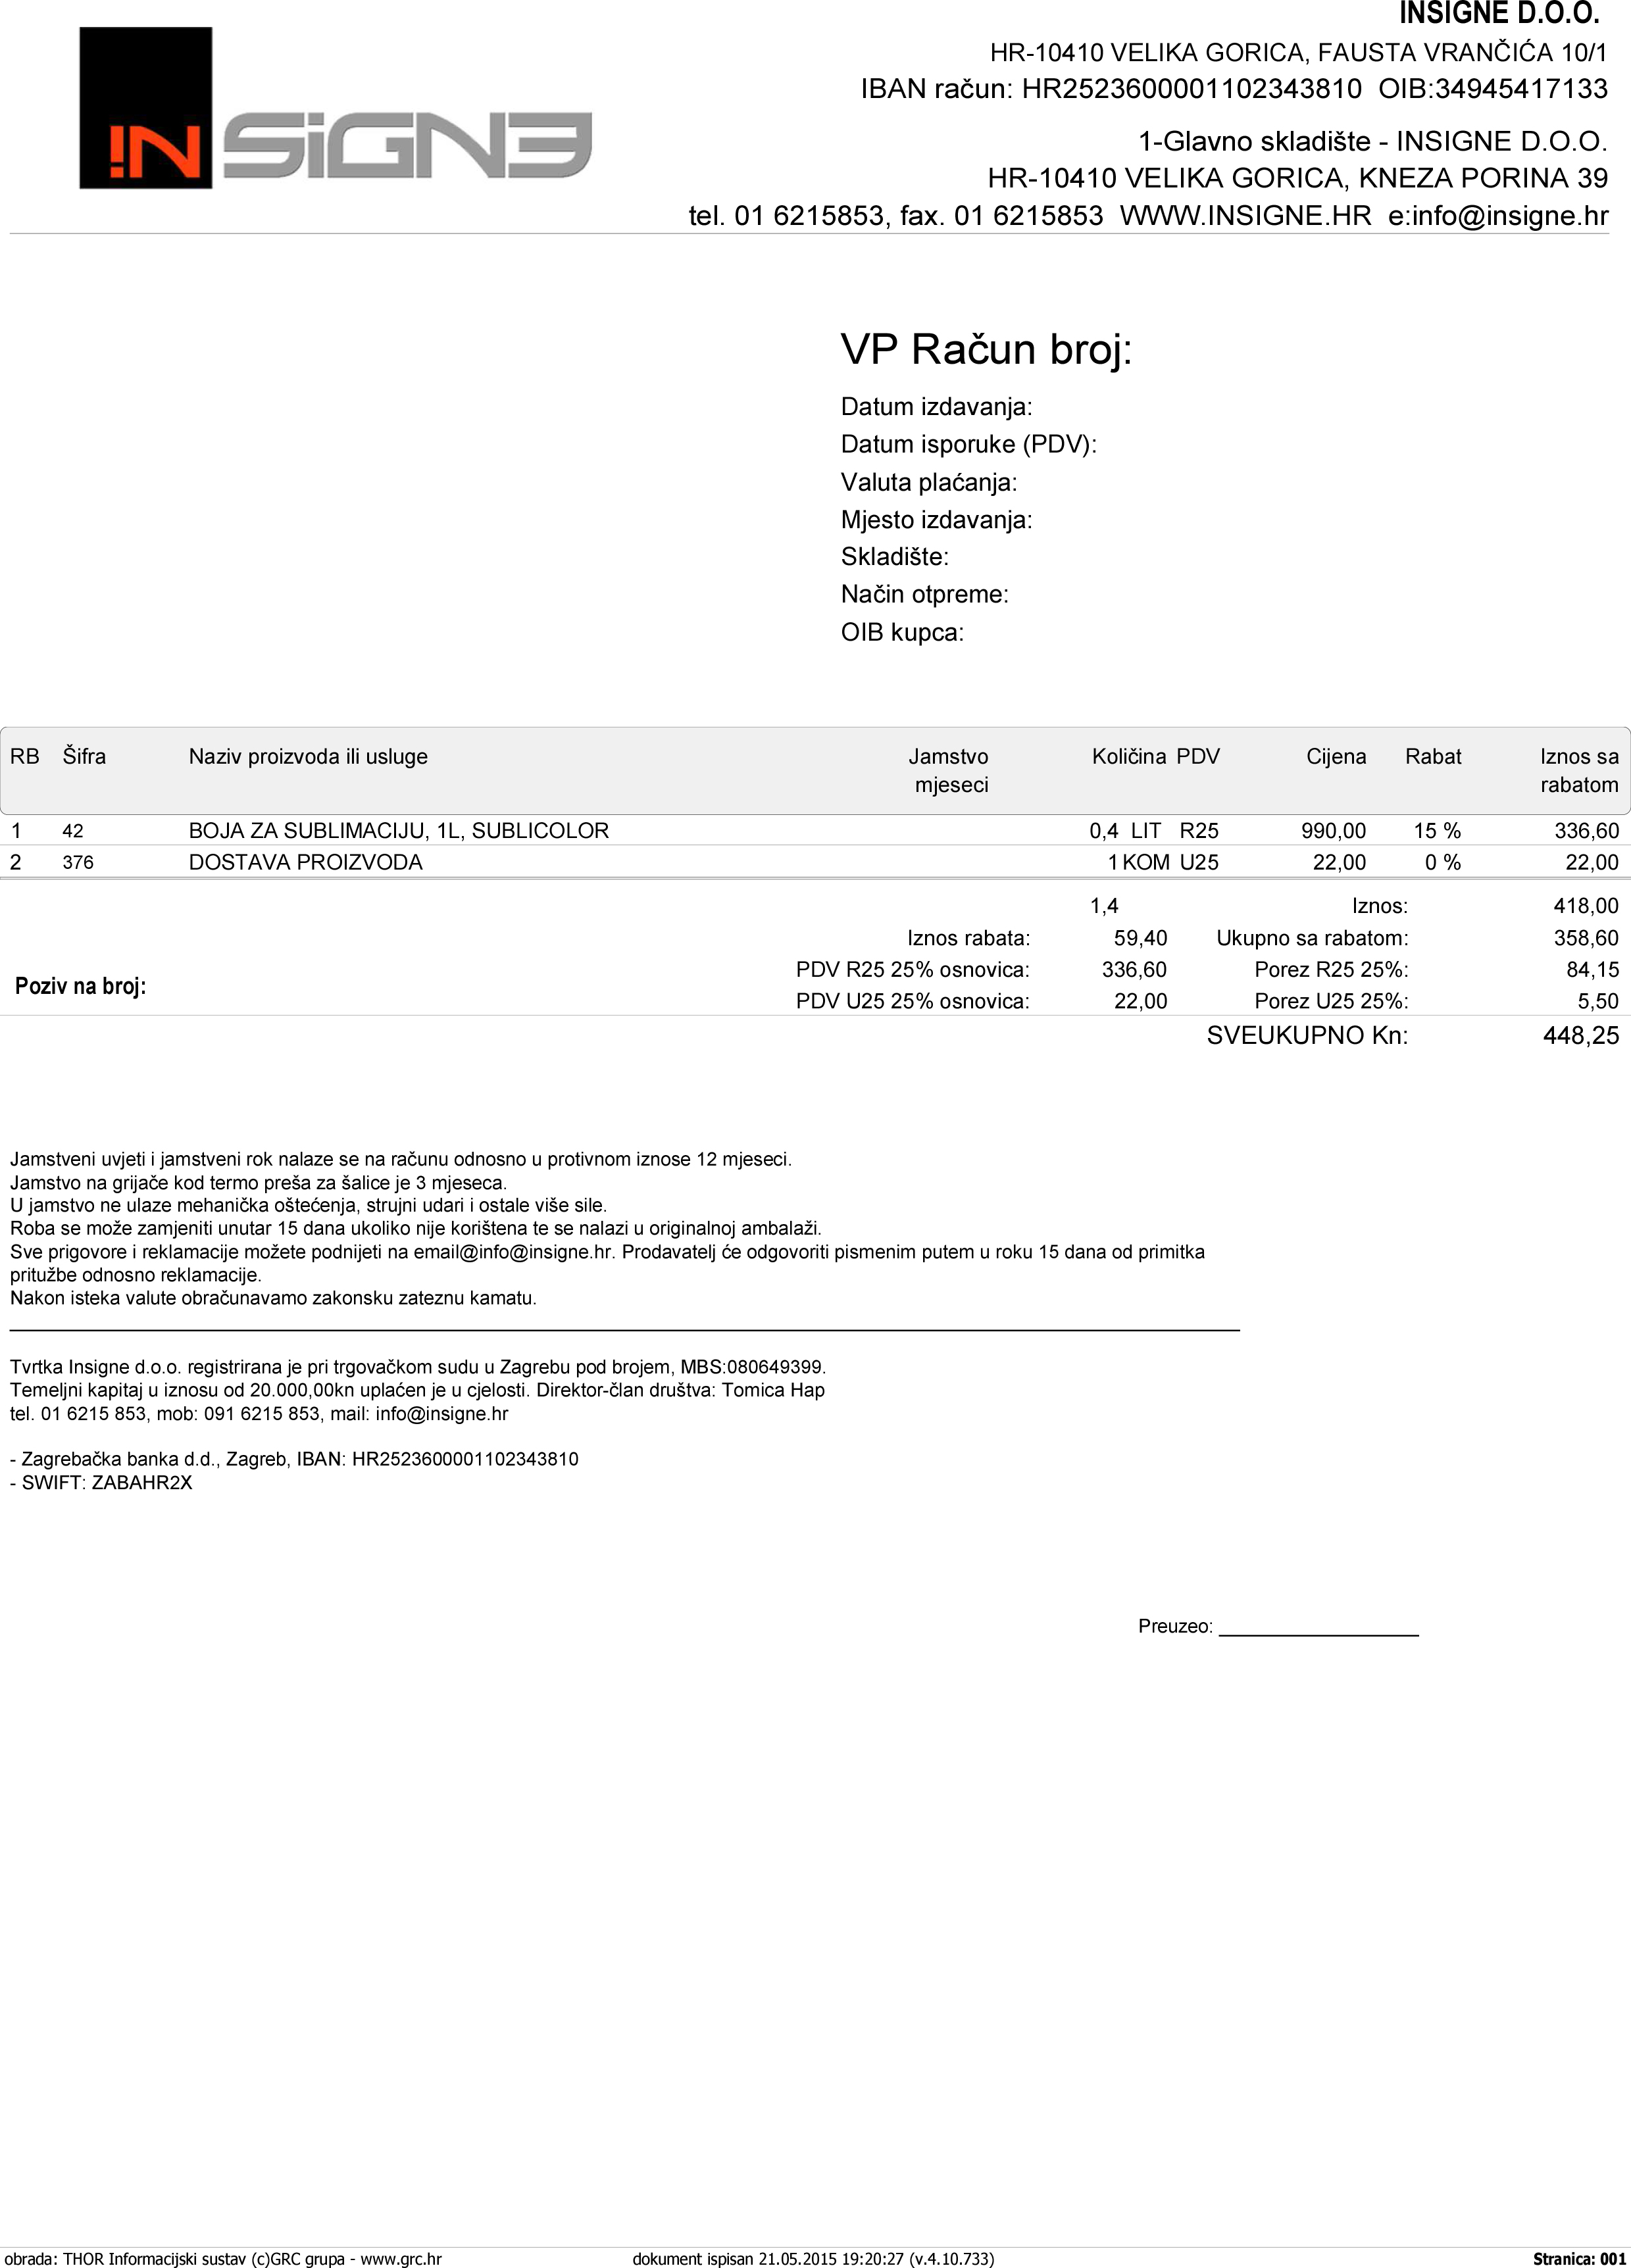 INSIGNE D.O.O.
HR-10410 VELIKA GORICA, FAUSTA VRANČIĆA 10/1
IBAN račun: HR2523600001102343810 OIB:34945417133
!N SiGN3
1-Glavno skladište - INSIGNE D.O.O.
HR-10410 VELIKA GORICA, KNEZA PORINA 39
tel. 01 6215853, fax. 01 6215853 WWW.INSIGNE.HR e:info@insigne.hr
VP Račun broj:
Datum izdavanja:
Datum isporuke (PDV):
Valuta plaćanja:
Mjesto izdavanja:
Skladište:
Način otpreme:
OIB kupca:
RB Šifra Naziv proizvoda ili usluge Jamstvo Količina PDV Cijena Rabat Iznos sa
mjeseci rabatom
1 42 BOJA ZA SUBLIMACIJU, 1L, SUBLICOLOR 0,4 LIT R25 990,00 15 % 336,60
2 376 DOSTAVA PROIZVODA 1 KOM U25 22,00 0 % 22,00
1,4 Iznos: 418,00
Iznos rabata: 59,40 Ukupno sa rabatom: 358,60
PDV R25 25% osnovica: 336,60 Porez R25 25%: 84,15
Poziv na broj:
PDV U25 25% osnovica: 22,00 Porez U25 25%: 5,50
SVEUKUPNO Kn: 448,25
Jamstveni uvjeti i jamstveni rok nalaze se na računu odnosno u protivnom iznose 12 mjeseci.
Jamstvo na grijače kod termo preša za šalice je 3 mjeseca.
U jamstvo ne ulaze mehanička oštećenja, strujni udari i ostale više sile.
Roba se može zamjeniti unutar 15 dana ukoliko nije korištena te se nalazi u originalnoj ambalaži.
Sve prigovore i reklamacije možete podnijeti na email@info@insigne.hr. Prodavatelj će odgovoriti pismenim putem u roku 15 dana od primitka
pritužbe odnosno reklamacije.
Nakon isteka valute obračunavamo zakonsku zateznu kamatu.
Tvrtka Insigne d.o.o. registrirana je pri trgovačkom sudu u Zagrebu pod brojem, MBS:080649399.
Temeljni kapitaj u iznosu od 20.000,00kn uplaćen je u cjelosti. Direktor-član društva: Tomica Hap
tel. 01 6215 853, mob: 091 6215 853, mail: info@insigne.hr
- Zagrebačka banka d.d., Zagreb, IBAN: HR2523600001102343810
- SWIFT: ZABAHR2X
Preuzeo:
obrada: THOR Informacijski sustav (c)GRC grupa - www.grc.hr dokument ispisan 21.05.2015 19:20:27 (v.4.10.733) Stranica: 001